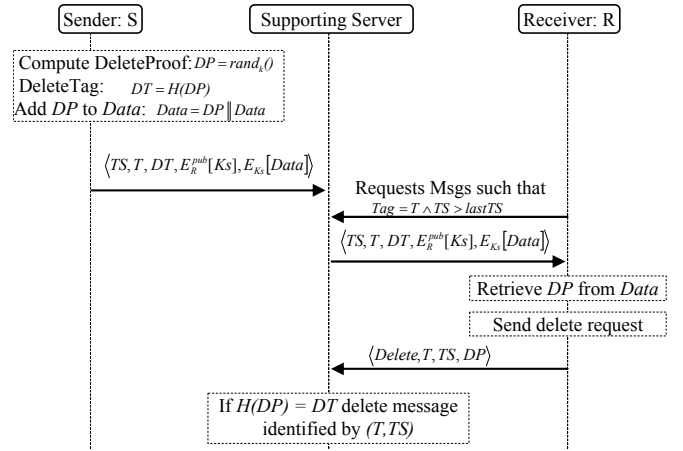 Sender: S
Supporting Server
Receiver: R
Compute DeleteProof: DP = rand_k()
DeleteTag: DT = H(DP)
Add DP to Data: Data = DP ‖ Data
⟨TS, T, DT, E_R^pub[Ks], E_Ks[Data]⟩
Requests Msgs such that
Tag = T ∧ TS > lastTS
⟨TS, T, DT, E_R^pub[Ks], E_Ks[Data]⟩
Retrieve DP from Data
Send delete request
⟨Delete, T, TS, DP⟩
If H(DP) = DT delete message
identified by (T,TS)